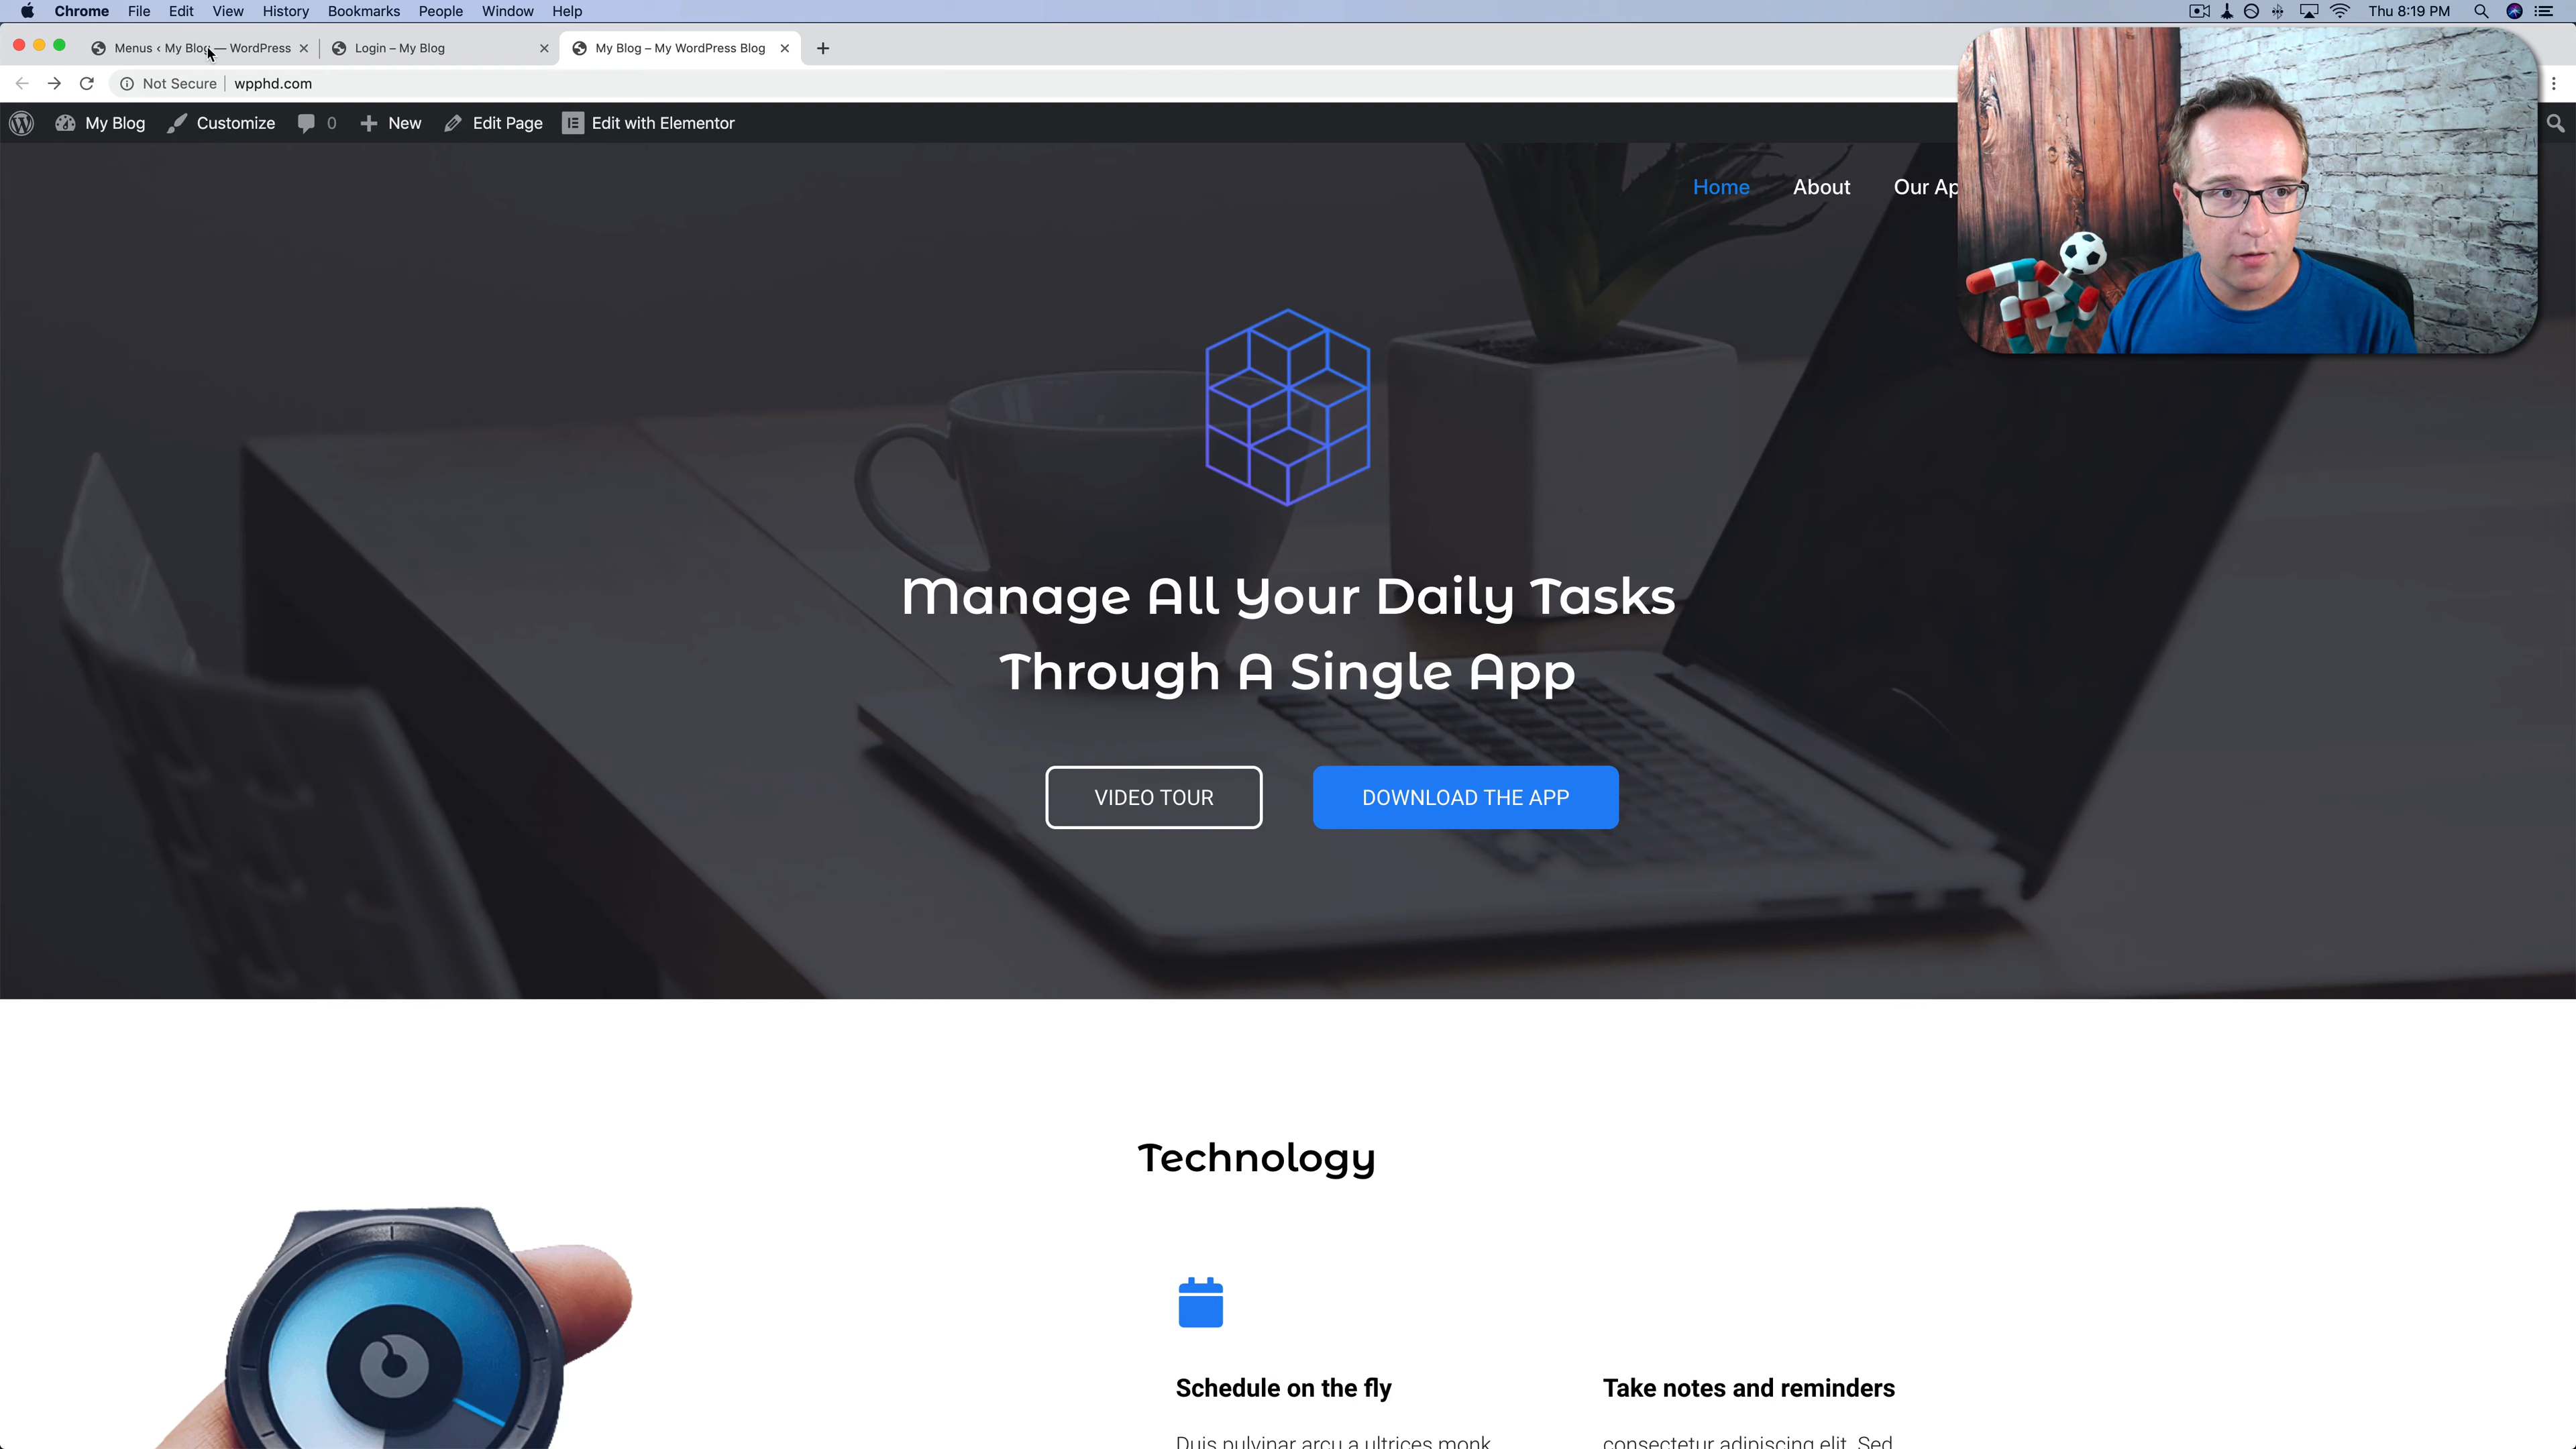 Chrome File Edit View History Bookmarks People Window Help
Thu 8:19 PM
Menus ‹ My Blog — WordPress
Login – My Blog
My Blog – My WordPress Blog
Not Secure wpphd.com
My Blog Customize 0 New Edit Page Edit with Elementor
Home About Our Ap
Manage All Your Daily Tasks
Through A Single App
VIDEO TOUR DOWNLOAD THE APP
Technology
Schedule on the fly
Take notes and reminders
Duis pulvinar arcu a ultrices monk
consectetur adipiscing elit. Sed